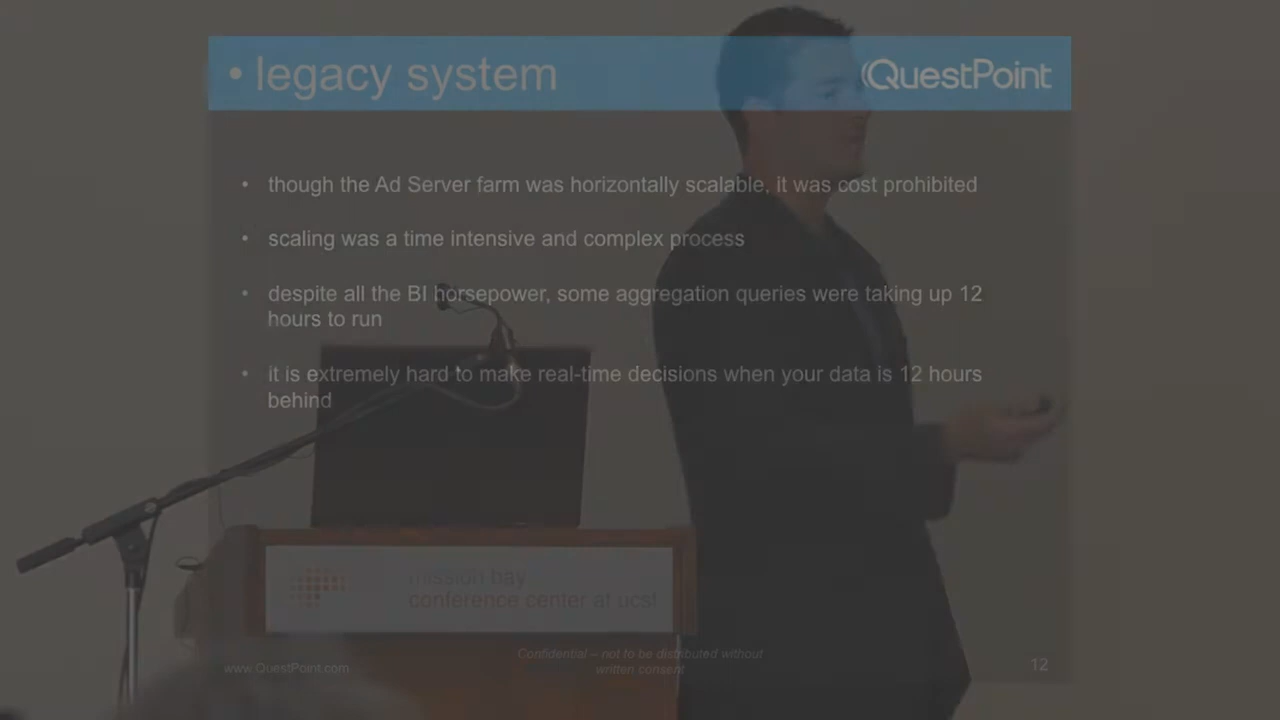 • legacy system
QuestPoint
• though the Ad Server farm was horizontally scalable, it was cost prohibited
• scaling was a time intensive and complex process
• despite all the BI horsepower, some aggregation queries were taking up 12
hours to run
• it is extremely hard to make real-time decisions when your data is 12 hours
behind
mission bay
conference center at ucsf
www.QuestPoint.com
Confidential – not to be distributed without
written consent
12